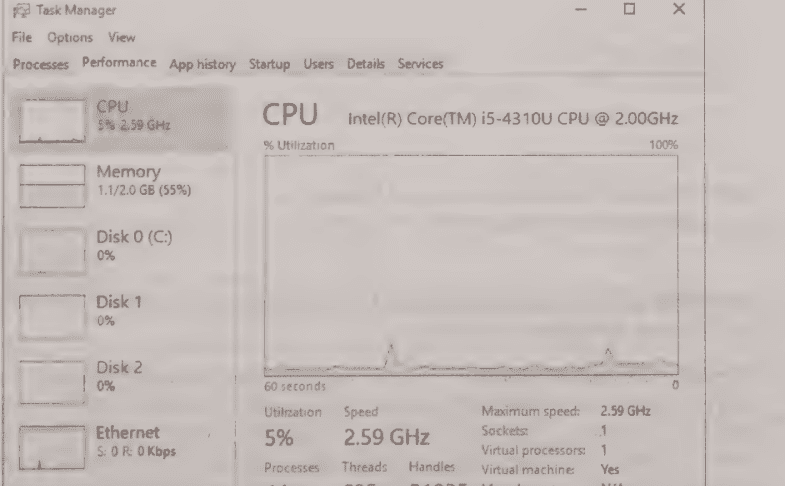 Task Manager
File Options View
Processes Performance App history Startup Users Details Services
CPU
5% 2.59 GHz
Memory
1.1/2.0 GB (55%)
Disk 0 (C:)
0%
Disk 1
0%
Disk 2
0%
Ethernet
S: 0 R: 0 Kbps
CPU Intel(R) Core(TM) i5-4310U CPU @ 2.00GHz
% Utilization 100%
60 seconds 0
Utilization Speed
5% 2.59 GHz
Maximum speed: 2.59 GHz
Sockets: 1
Virtual processors: 1
Virtual machine: Yes
Processes Threads Handles